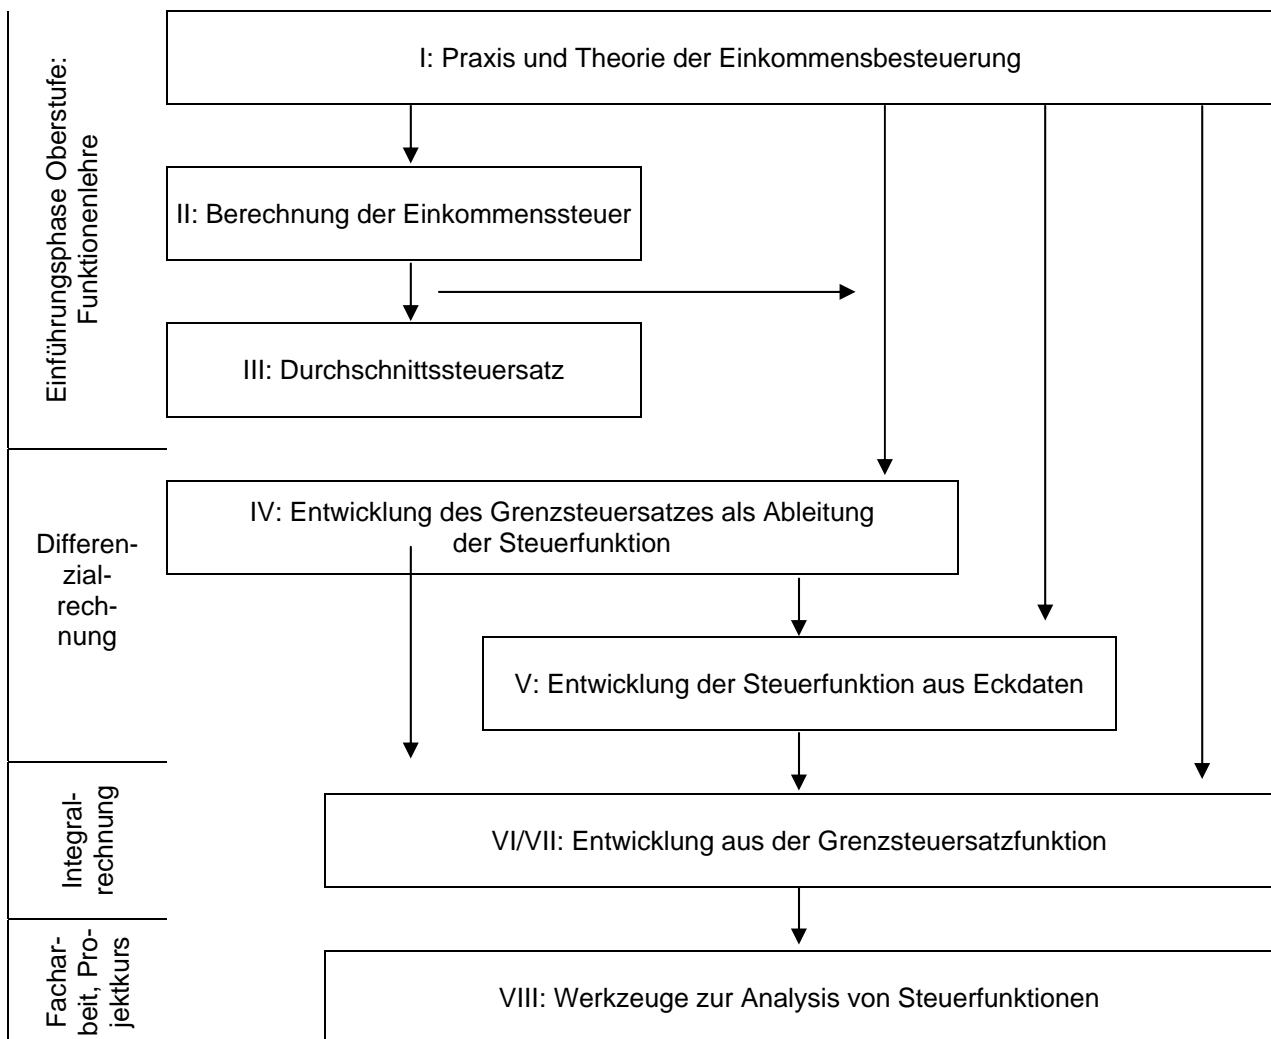 Einführungsphase Oberstufe:
Funktionenlehre
I: Praxis und Theorie der Einkommensbesteuerung
II: Berechnung der Einkommenssteuer
III: Durchschnittssteuersatz
Differen-
zial-
rech-
nung
IV: Entwicklung des Grenzsteuersatzes als Ableitung
der Steuerfunktion
V: Entwicklung der Steuerfunktion aus Eckdaten
Integral-
rechnung
VI/VII: Entwicklung aus der Grenzsteuersatzfunktion
Fachar-
beit, Pro-
jektkurs
VIII: Werkzeuge zur Analysis von Steuerfunktionen